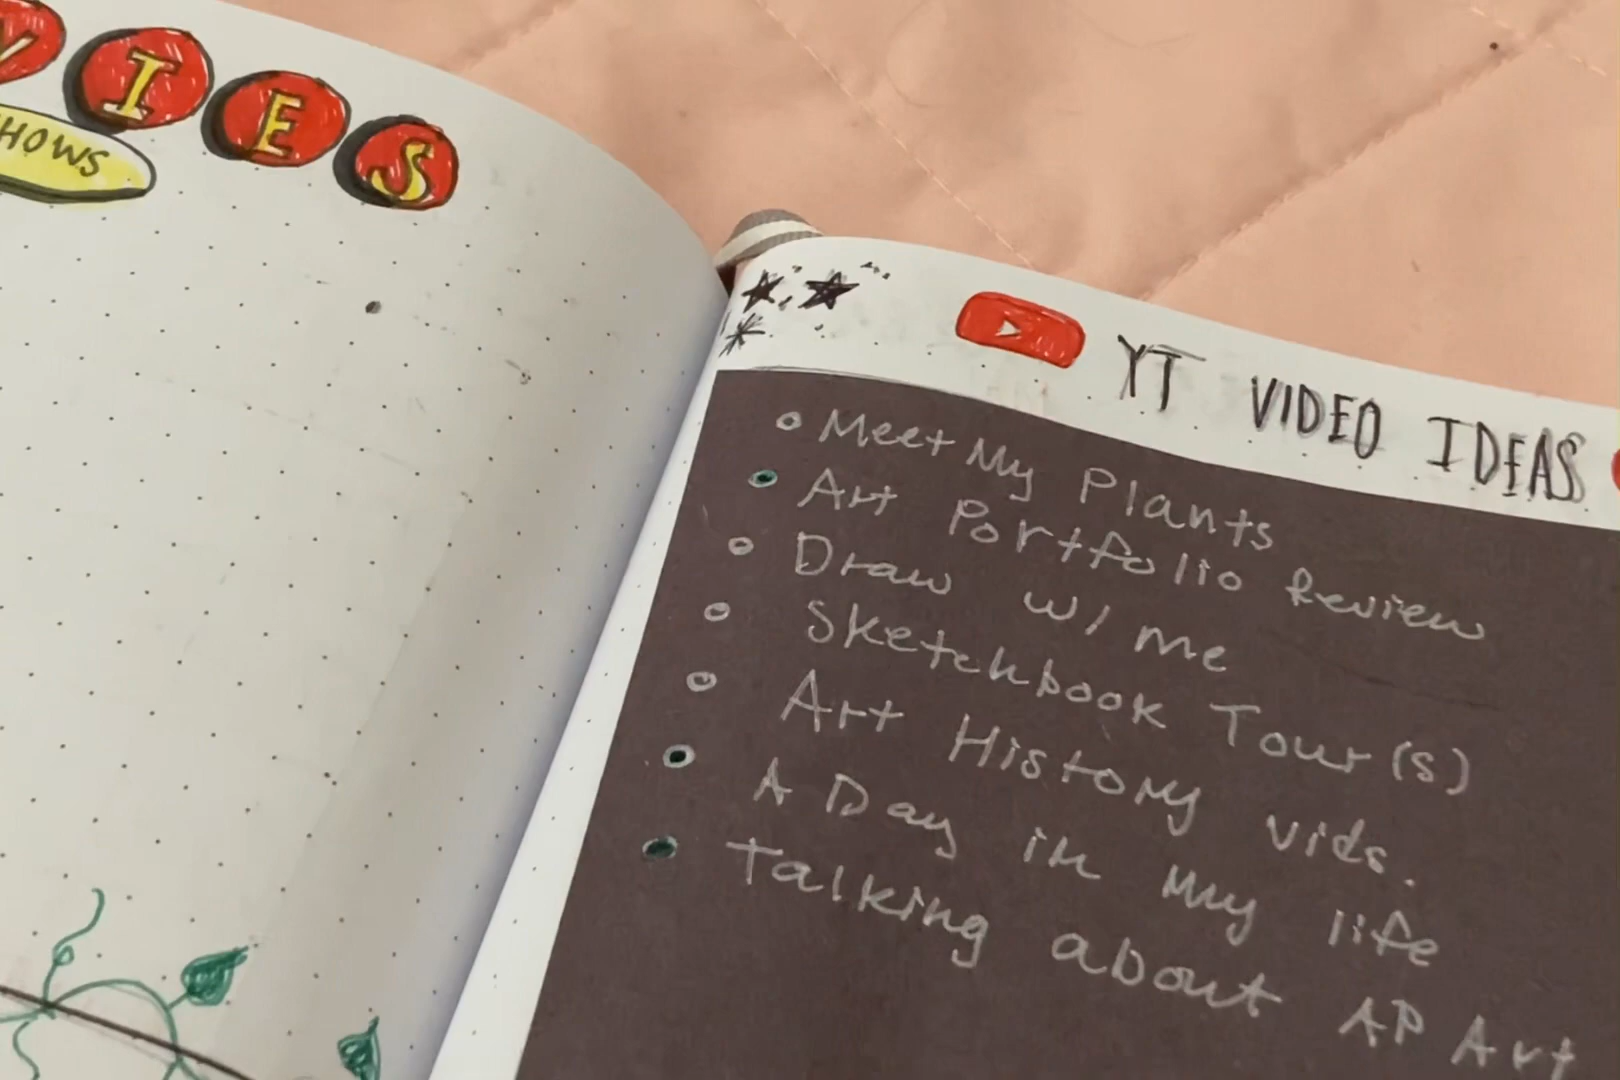 VIES
HOWS
YT VIDEO IDEAS
Meet My Plants
Art Portfolio Review
Draw w/ me
Sketchbook Tour(s)
Art History vids.
A Day in my life
Talking about AP Art